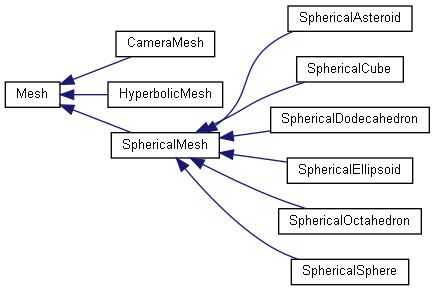 SphericalAsteroid
CameraMesh
SphericalCube
Mesh
HyperbolicMesh
SphericalDodecahedron
SphericalMesh
SphericalEllipsoid
SphericalOctahedron
SphericalSphere